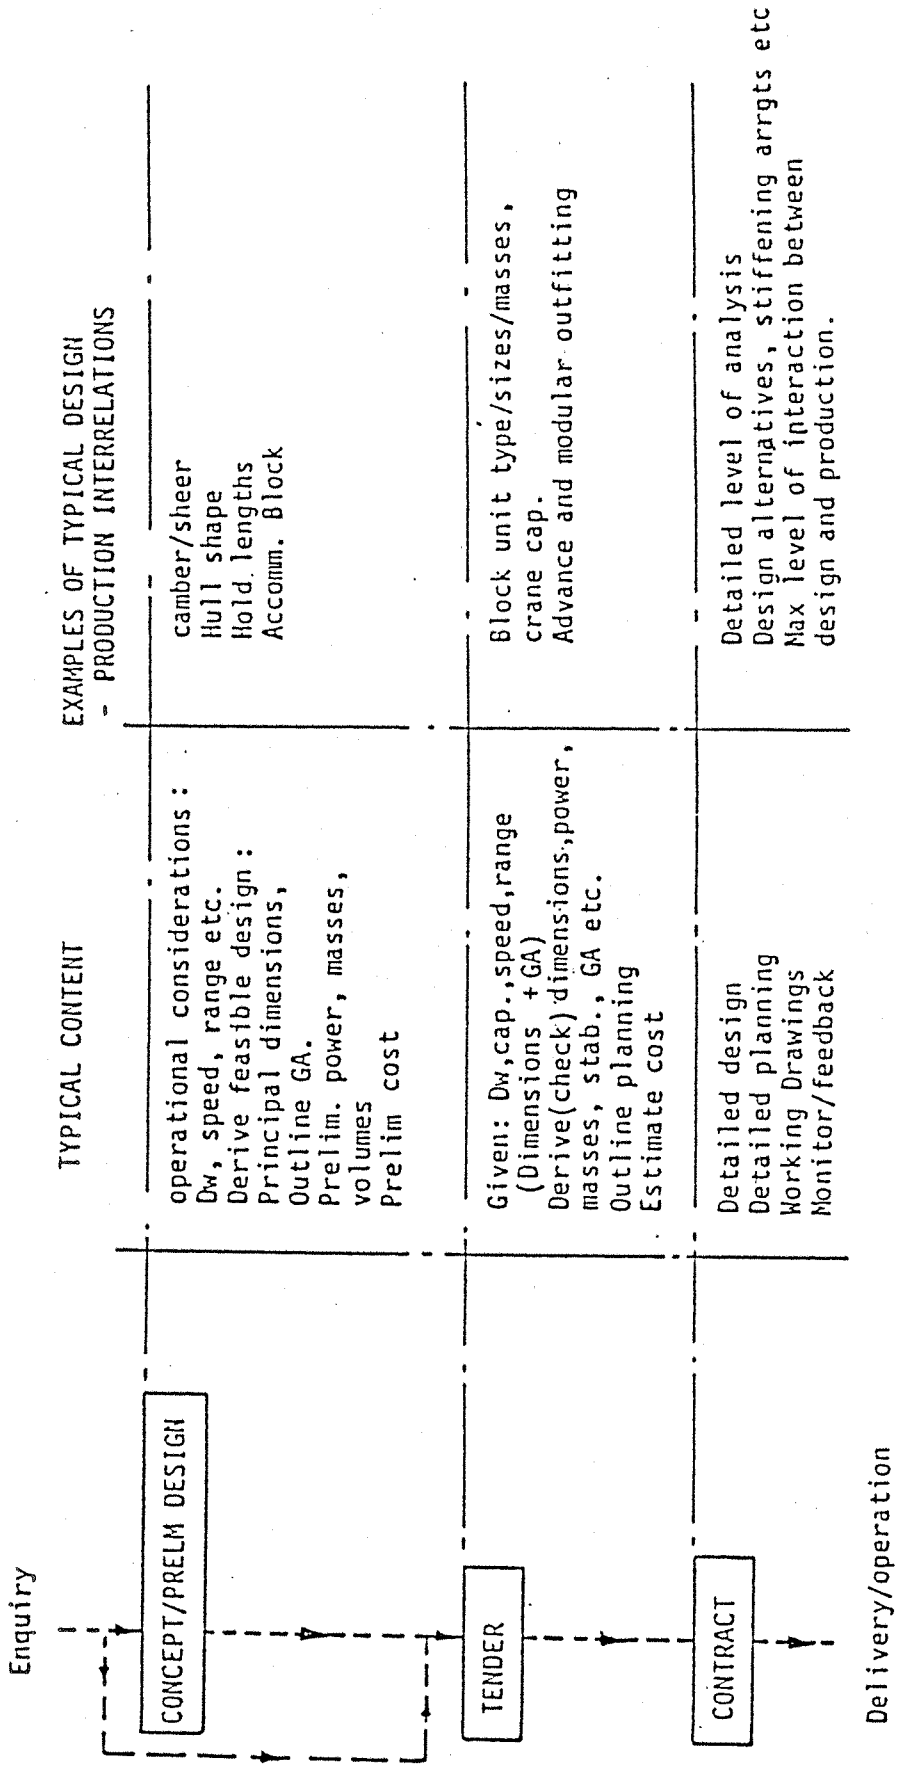 Enquiry
TYPICAL CONTENT
EXAMPLES OF TYPICAL DESIGN
- PRODUCTION INTERRELATIONS
CONCEPT/PRELM DESIGN
operational considerations :
Dw, speed, range etc.
Derive feasible design :
Principal dimensions,
Outline GA.
Prelim. power, masses,
volumes
Prelim cost
camber/sheer
Hull shape
Hold lengths
Accomm. Block
TENDER
Given: Dw,cap.,speed,range
(Dimensions +GA)
Derive(check) dimensions,power,
masses, stab., GA etc.
Outline planning
Estimate cost
Block unit type/sizes/masses,
crane cap.
Advance and modular outfitting
CONTRACT
Detailed design
Detailed planning
Working Drawings
Monitor/feedback
Detailed level of analysis
Design alternatives, stiffening arrgts etc
Max level of interaction between
design and production.
Delivery/operation